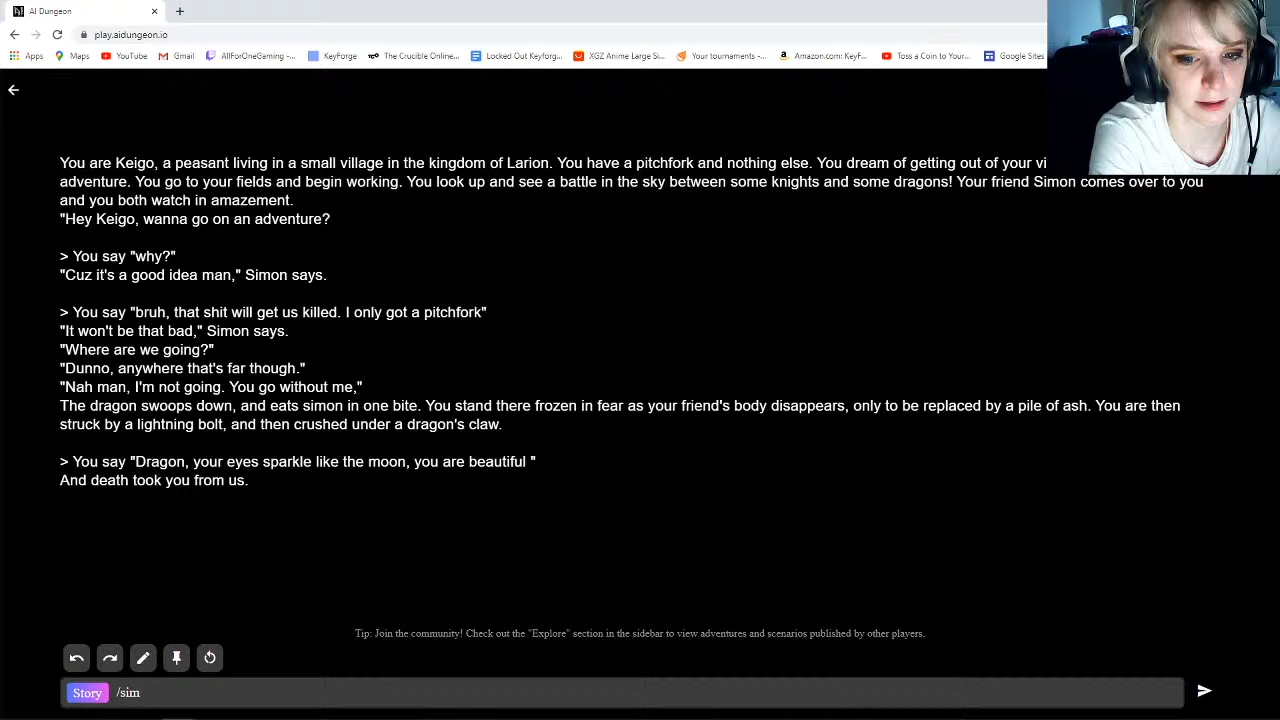 AI Dungeon
play.aidungeon.io
Apps Maps YouTube Gmail AllForOneGaming -... KeyForge The Crucible Online... Locked Out Keyforg... XGZ Anime Large Si... Your tournaments -... Amazon.com: KeyF... Toss a Coin to Your... Google Sites
You are Keigo, a peasant living in a small village in the kingdom of Larion. You have a pitchfork and nothing else. You dream of getting out of your vi
adventure. You go to your fields and begin working. You look up and see a battle in the sky between some knights and some dragons! Your friend Simon comes over to you
and you both watch in amazement.
"Hey Keigo, wanna go on an adventure?
> You say "why?"
"Cuz it's a good idea man," Simon says.
> You say "bruh, that shit will get us killed. I only got a pitchfork"
"It won't be that bad," Simon says.
"Where are we going?"
"Dunno, anywhere that's far though."
"Nah man, I'm not going. You go without me,"
The dragon swoops down, and eats simon in one bite. You stand there frozen in fear as your friend's body disappears, only to be replaced by a pile of ash. You are then
struck by a lightning bolt, and then crushed under a dragon's claw.
> You say "Dragon, your eyes sparkle like the moon, you are beautiful "
And death took you from us.
Tip: Join the community! Check out the "Explore" section in the sidebar to view adventures and scenarios published by other players.
Story /sim